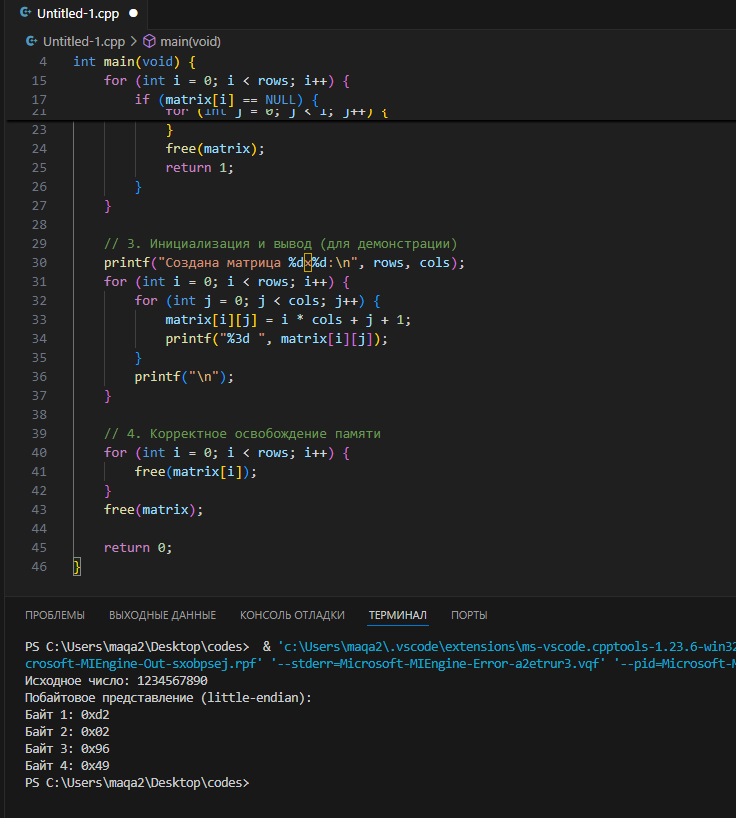 Untitled-1.cpp
Untitled-1.cpp > main(void)
4 int main(void) {
15 for (int i = 0; i < rows; i++) {
17 if (matrix[i] == NULL) {
21 for (int j = 0; j < i; j++) {
23 }
24 free(matrix);
25 return 1;
26 }
27 }
28
29 // 3. Инициализация и вывод (для демонстрации)
30 printf("Создана матрица %d×%d:\n", rows, cols);
31 for (int i = 0; i < rows; i++) {
32 for (int j = 0; j < cols; j++) {
33 matrix[i][j] = i * cols + j + 1;
34 printf("%3d ", matrix[i][j]);
35 }
36 printf("\n");
37 }
38
39 // 4. Корректное освобождение памяти
40 for (int i = 0; i < rows; i++) {
41 free(matrix[i]);
42 }
43 free(matrix);
44
45 return 0;
46 }
ПРОБЛЕМЫ ВЫХОДНЫЕ ДАННЫЕ КОНСОЛЬ ОТЛАДКИ ТЕРМИНАЛ ПОРТЫ
PS C:\Users\maqa2\Desktop\codes> & 'c:\Users\maqa2\.vscode\extensions\ms-vscode.cpptools-1.23.6-win32
crosoft-MIEngine-Out-sxobpsej.rpf' '--stderr=Microsoft-MIEngine-Error-a2etrur3.vqf' '--pid=Microsoft-M
Исходное число: 1234567890
Побайтовое представление (little-endian):
Байт 1: 0xd2
Байт 2: 0x02
Байт 3: 0x96
Байт 4: 0x49
PS C:\Users\maqa2\Desktop\codes>